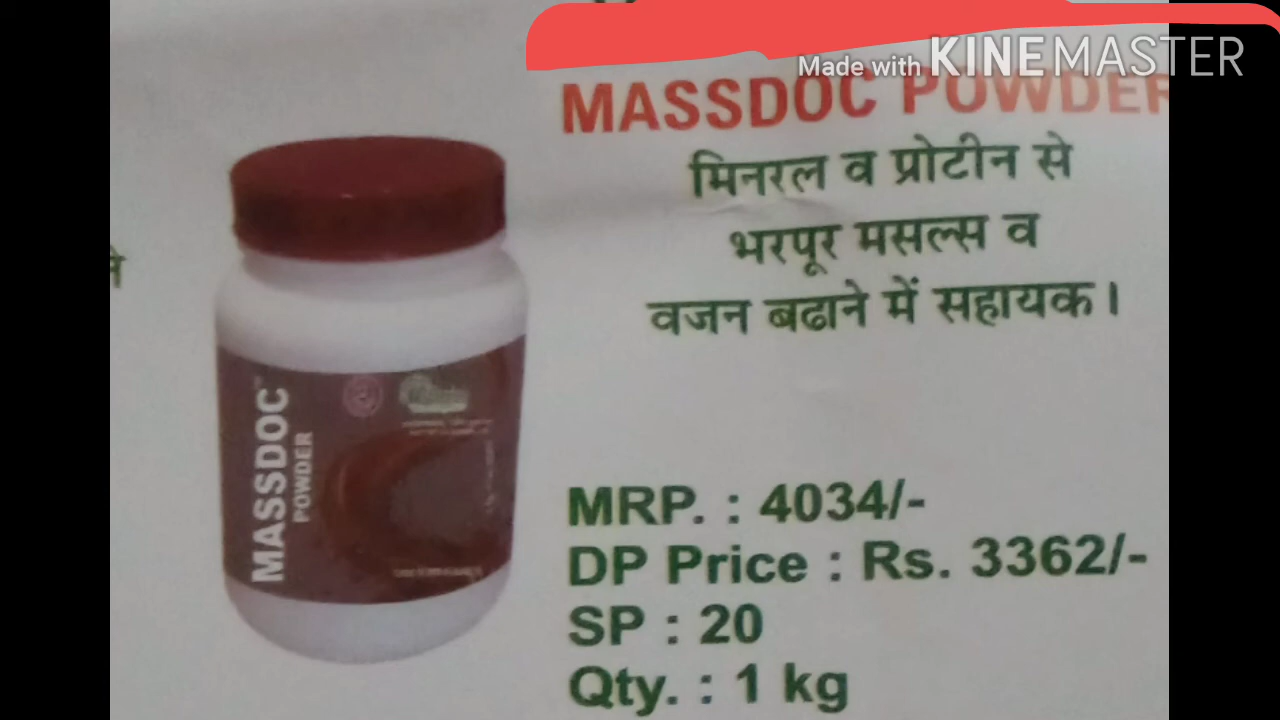 Made with KINEMASTER
MASSDOC POWDER
मिनरल व प्रोटीन से
भरपूर मसल्स व
वजन बढाने में सहायक।
MASSDOC
POWDER
MRP. : 4034/-
DP Price : Rs. 3362/-
SP : 20
Qty. : 1 kg